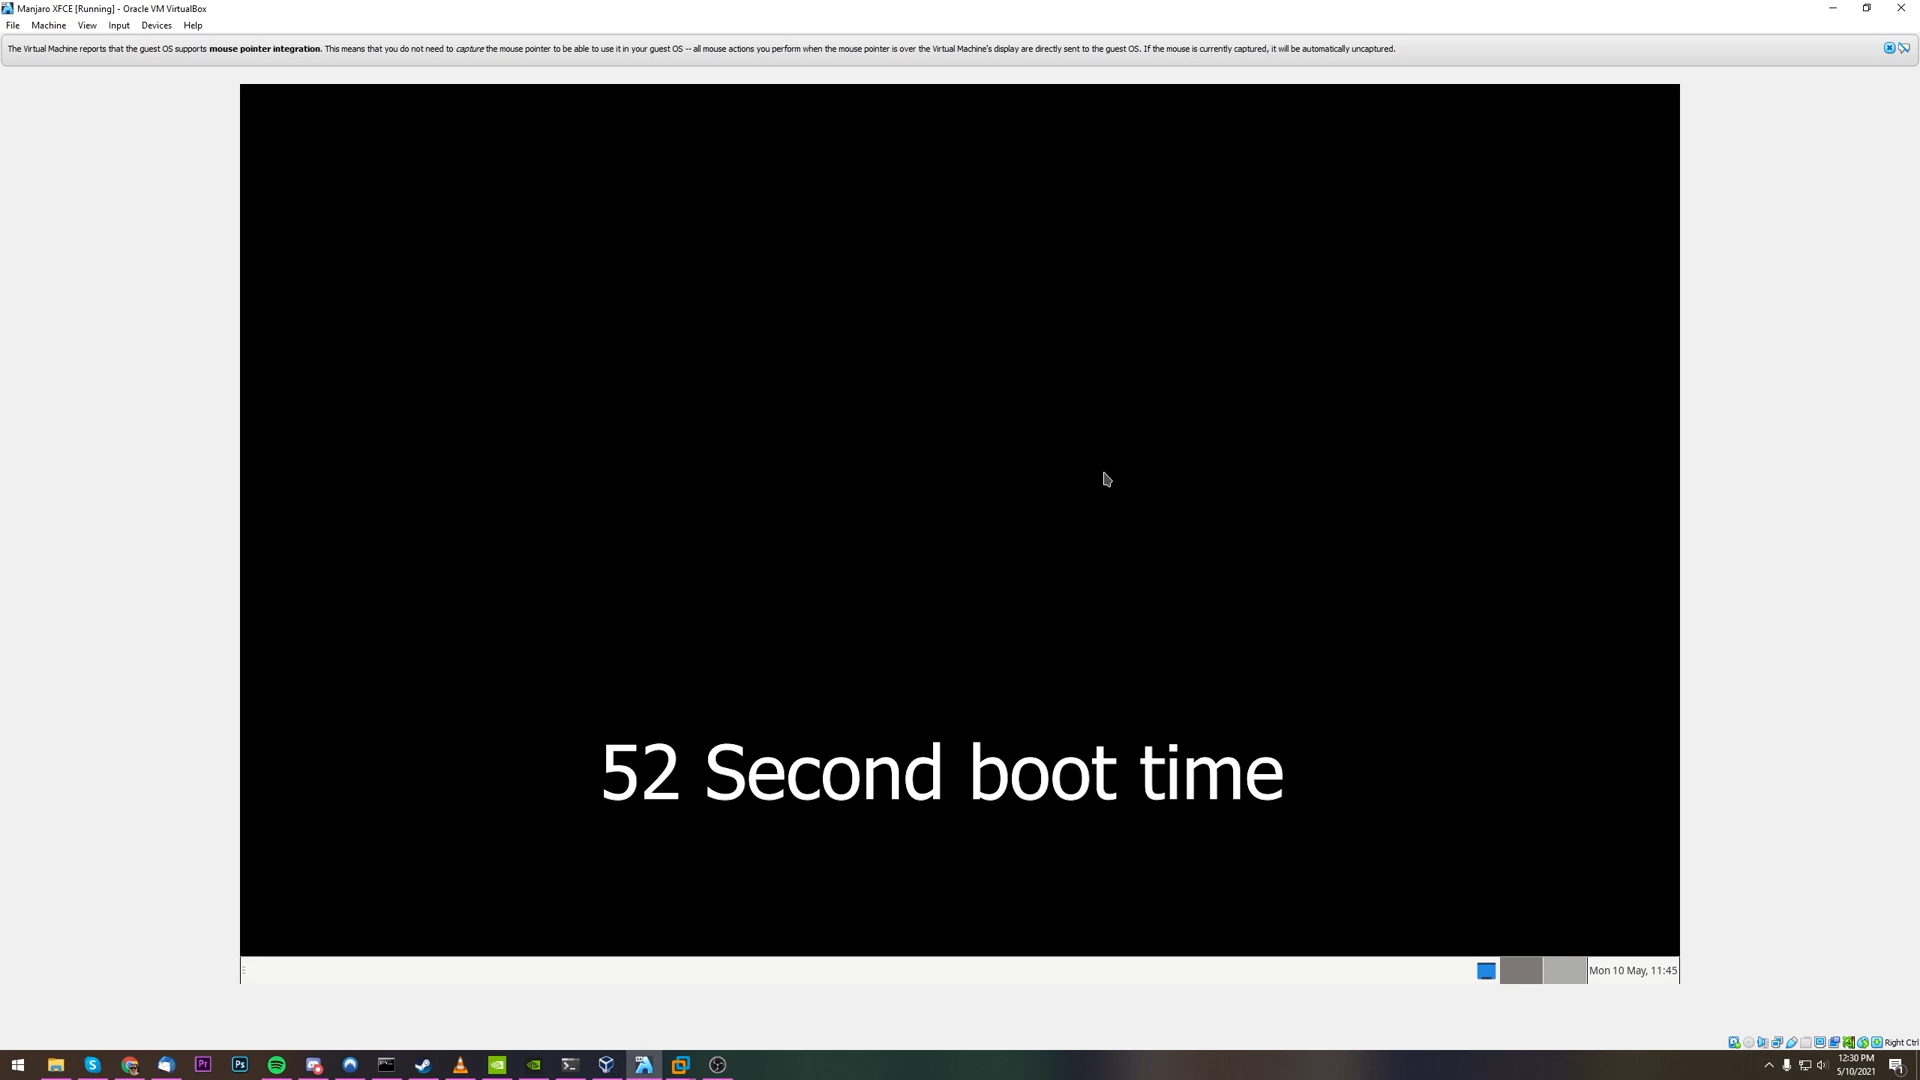 Manjaro XFCE [Running] - Oracle VM VirtualBox
File Machine View Input Devices Help
The Virtual Machine reports that the guest OS supports mouse pointer integration. This means that you do not need to capture the mouse pointer to be able to use it in your guest OS -- all mouse actions you perform when the mouse pointer is over the Virtual Machine's display are directly sent to the guest OS. If the mouse is currently captured, it will be automatically uncaptured.
52 Second boot time
Mon 10 May, 11:45
Right Ctrl
Pr
Ps
12:30 PM
5/10/2021
1